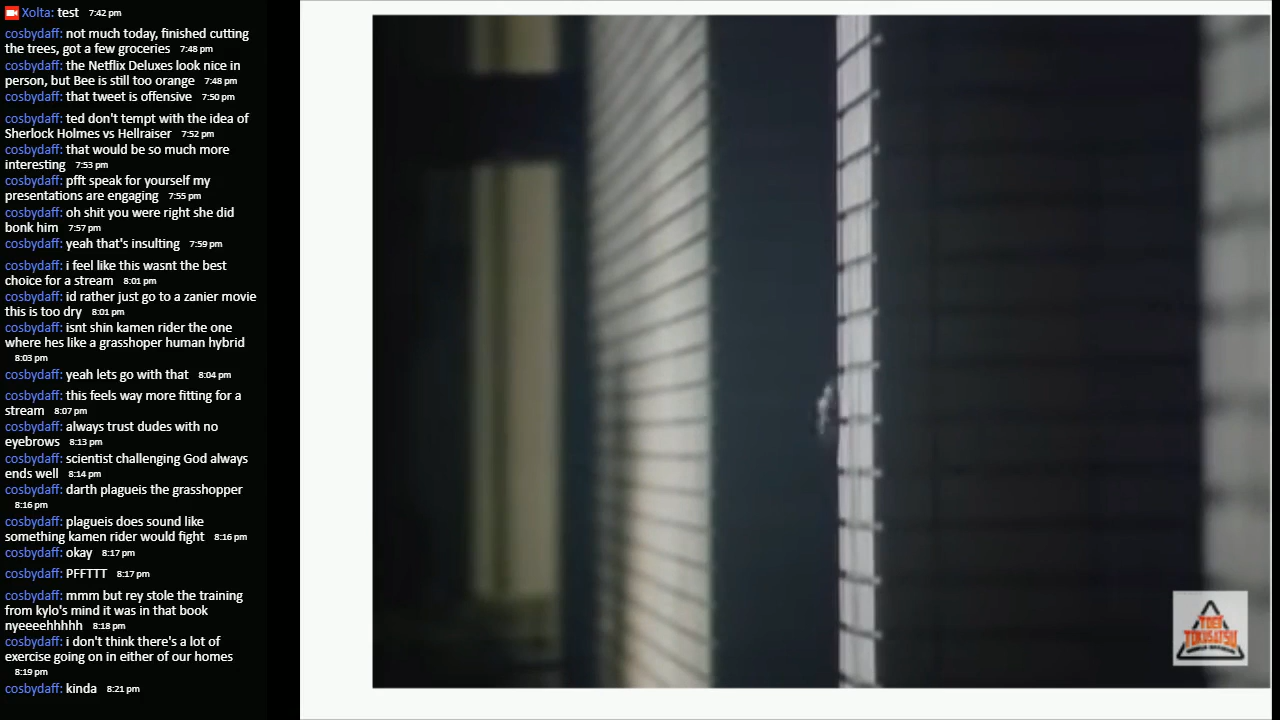 Xolta: test 7:42 pm
cosbydaff: not much today, finished cutting
the trees, got a few groceries 7:48 pm
cosbydaff: the Netflix Deluxes look nice in
person, but Bee is still too orange 7:48 pm
cosbydaff: that tweet is offensive 7:50 pm
cosbydaff: ted don't tempt with the idea of
Sherlock Holmes vs Hellraiser 7:52 pm
cosbydaff: that would be so much more
interesting 7:53 pm
cosbydaff: pfft speak for yourself my
presentations are engaging 7:55 pm
cosbydaff: oh shit you were right she did
bonk him 7:57 pm
cosbydaff: yeah that's insulting 7:59 pm
cosbydaff: i feel like this wasnt the best
choice for a stream 8:01 pm
cosbydaff: id rather just go to a zanier movie
this is too dry 8:01 pm
cosbydaff: isnt shin kamen rider the one
where hes like a grasshoper human hybrid
8:03 pm
cosbydaff: yeah lets go with that 8:04 pm
cosbydaff: this feels way more fitting for a
stream 8:07 pm
cosbydaff: always trust dudes with no
eyebrows 8:13 pm
cosbydaff: scientist challenging God always
ends well 8:14 pm
cosbydaff: darth plagueis the grasshopper
8:16 pm
cosbydaff: plagueis does sound like
something kamen rider would fight 8:16 pm
cosbydaff: okay 8:17 pm
cosbydaff: PFFTTT 8:17 pm
cosbydaff: mmm but rey stole the training
from kylo's mind it was in that book
nyeeeehhhhh 8:18 pm
cosbydaff: i don't think there's a lot of
exercise going on in either of our homes
8:19 pm
cosbydaff: kinda 8:21 pm
TOEI
TOKUSATSU